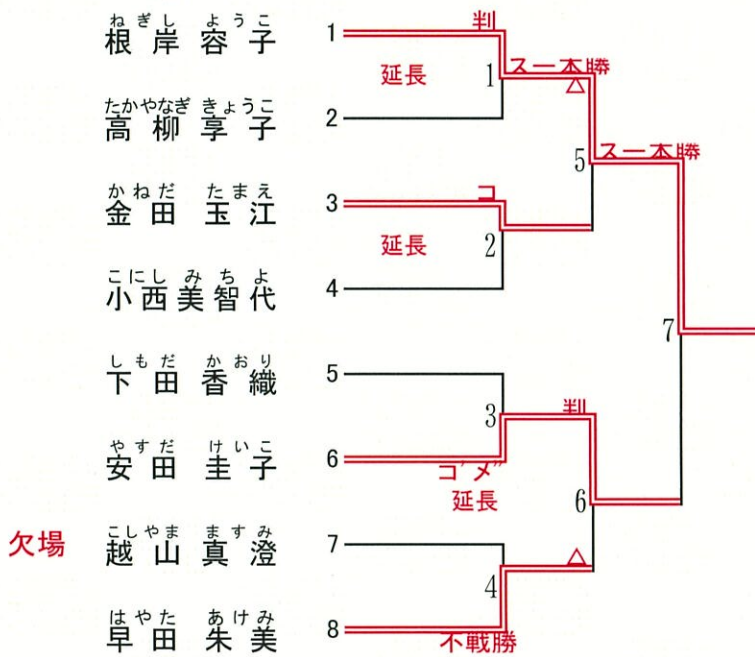 ねぎし ようこ
根岸 容子 1
判
延長
1
スー本勝
△
たかやなぎ きょうこ
高柳 享子 2
5
スー本勝
かねだ たまえ
金田 玉江 3
コ
延長
2
こにし みちよ
小西美智代 4
7
しもだ かおり
下田 香織 5
3
判
やすだ けいこ
安田 圭子 6
コ゛メ゛
延長
6
欠場
こしやま ますみ
越山 真澄 7
△
4
はやた あけみ
早田 朱美 8
不戦勝